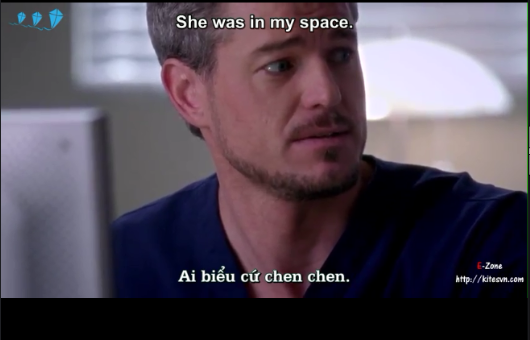 She was in my space.
Ai biểu cứ chen chen.
E-Zone
http://kitesvn.com